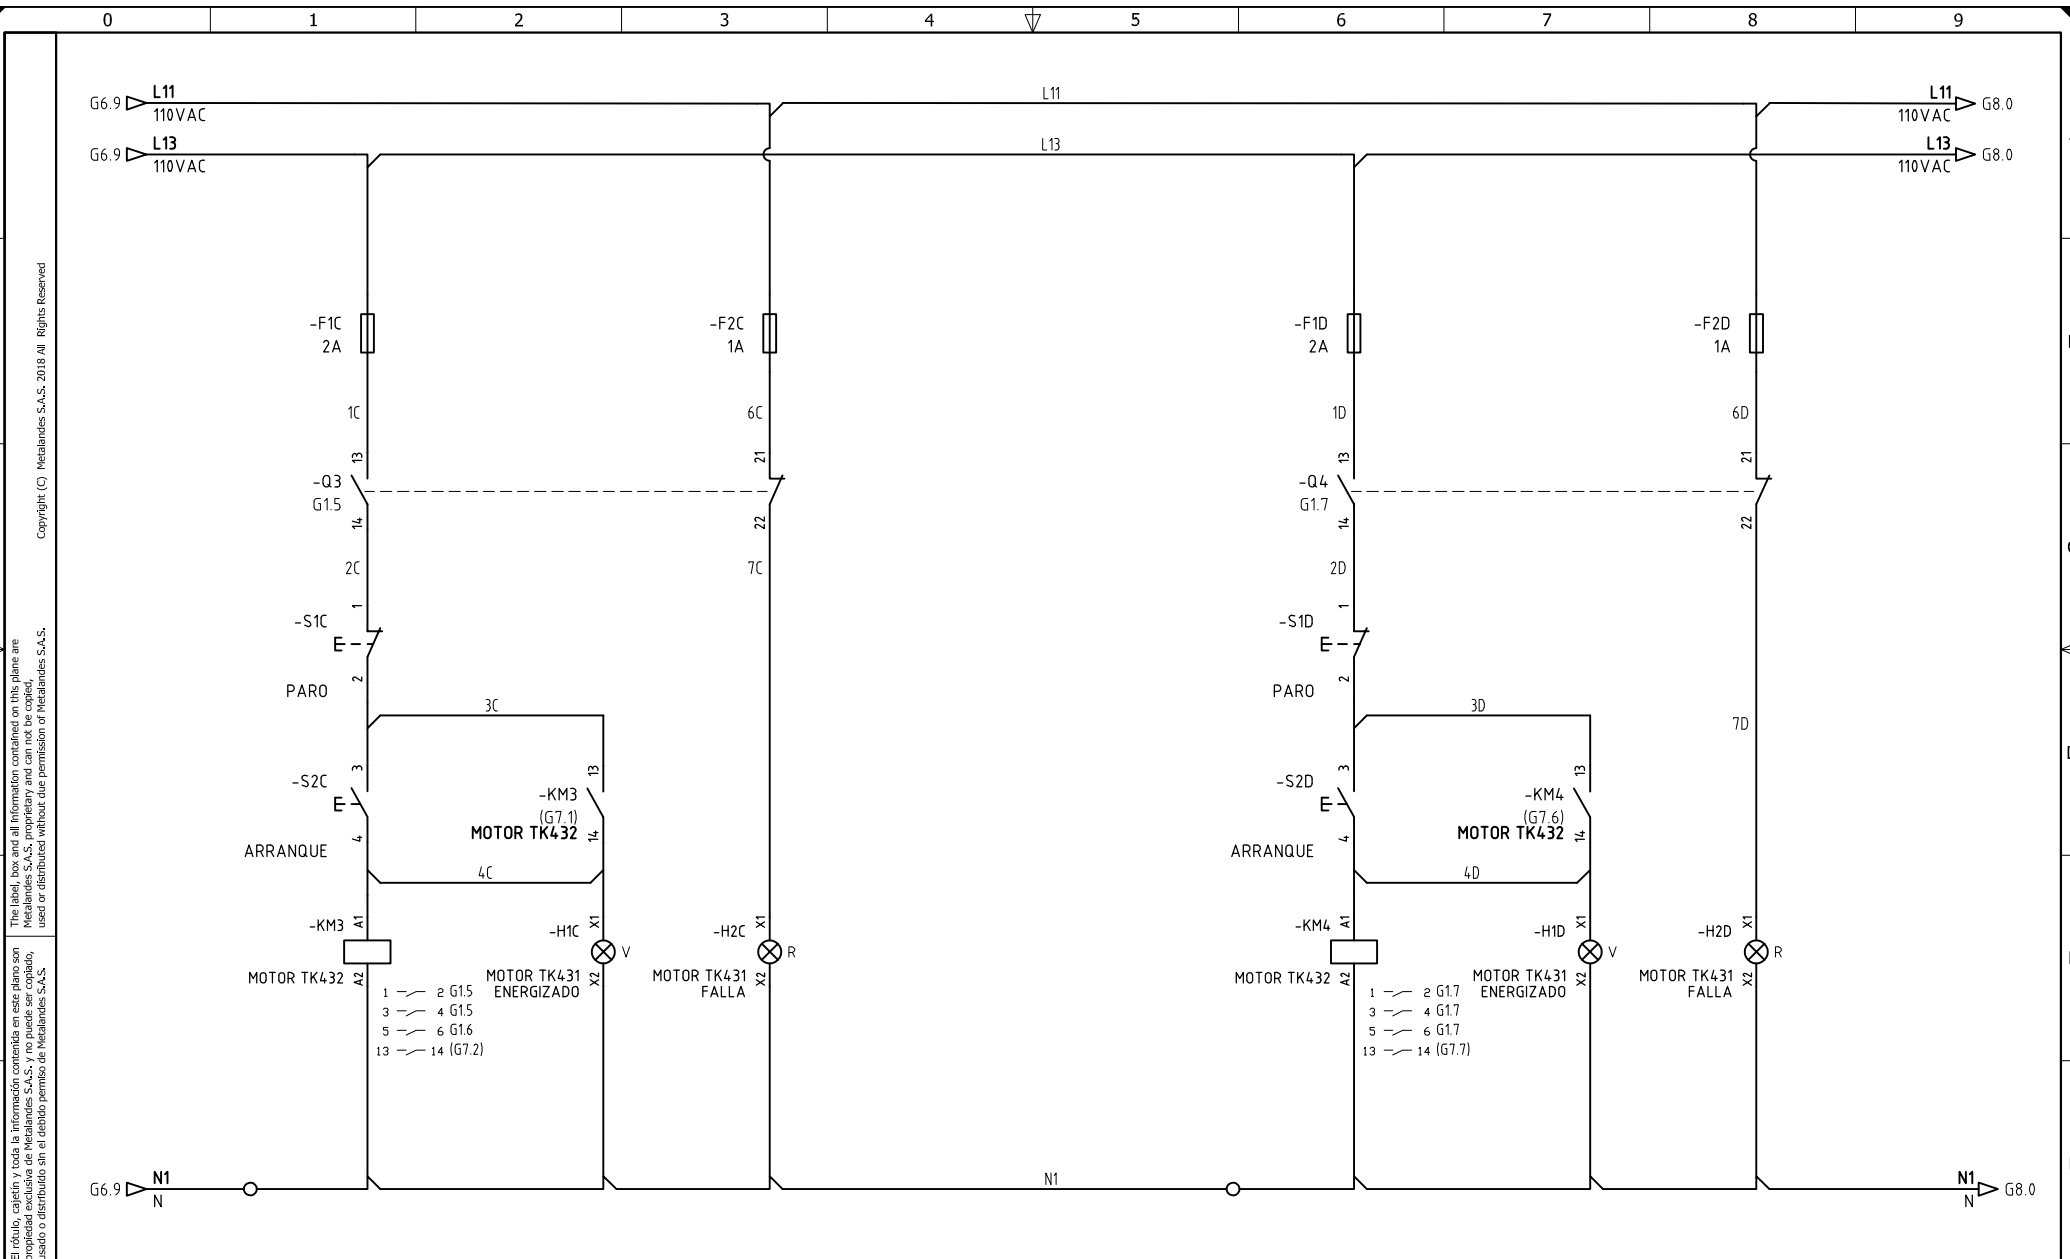 0 1 2 3 4 5 6 7 8 9
G6.9 L11 L11 L11 G8.0
110VAC 110VAC
G6.9 L13 L13 L13 G8.0
110VAC 110VAC
-F1C -F2C -F1D -F2D
2A 1A 2A 1A
1C 6C 1D 6D
13 21 13 21
-Q3 -Q4
G1.5 G1.7
14 22 14 22
2C 7C 2D
1 1
-S1C -S1D
2 2
PARO PARO
3C 3D
7D
3 13 3 13
-S2C -S2D
-KM3 -KM4
(G7.1) (G7.6)
MOTOR TK432 MOTOR TK432
4 14 4 14
ARRANQUE ARRANQUE
4C 4D
A1 X1 X1 A1 X1 X1
-KM3 -H1C -H2C -KM4 -H1D -H2D
V R V R
A2 X2 X2 A2 X2 X2
MOTOR TK432 MOTOR TK431 MOTOR TK431 MOTOR TK432 MOTOR TK431 MOTOR TK431
ENERGIZADO FALLA ENERGIZADO FALLA
1 2 G1.5 1 2 G1.7
3 4 G1.5 3 4 G1.7
5 6 G1.6 5 6 G1.7
13 14 (G7.2) 13 14 (G7.7)
G6.9 N1 N1 N1 G8.0
N N
Copyright (C) Metalandes S.A.S. 2018 All Rights Reserved
The label, box and all information contained on this plane are
Metalandes S.A.S. proprietary and can not be copied,
used or distributed without due permission of Metalandes S.A.S.
El rótulo, cajetín y toda la información contenida en este plano son
propiedad exclusiva de Metalandes S.A.S. y no puede ser copiado,
usado o distribuido sin el debido permiso de Metalandes S.A.S.